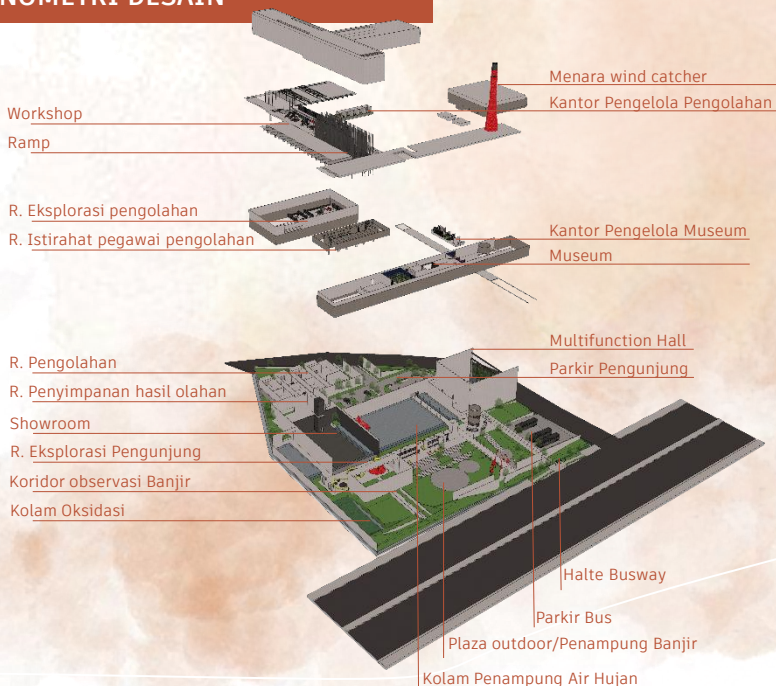 NOMETRI DESAIN
Menara wind catcher
Kantor Pengelola Pengolahan
Workshop
Ramp
R. Eksplorasi pengolahan
R. Istirahat pegawai pengolahan
Kantor Pengelola Museum
Museum
Multifunction Hall
Parkir Pengunjung
R. Pengolahan
R. Penyimpanan hasil olahan
Showroom
R. Eksplorasi Pengunjung
Koridor observasi Banjir
Kolam Oksidasi
Halte Busway
Parkir Bus
Plaza outdoor/Penampung Banjir
Kolam Penampung Air Hujan